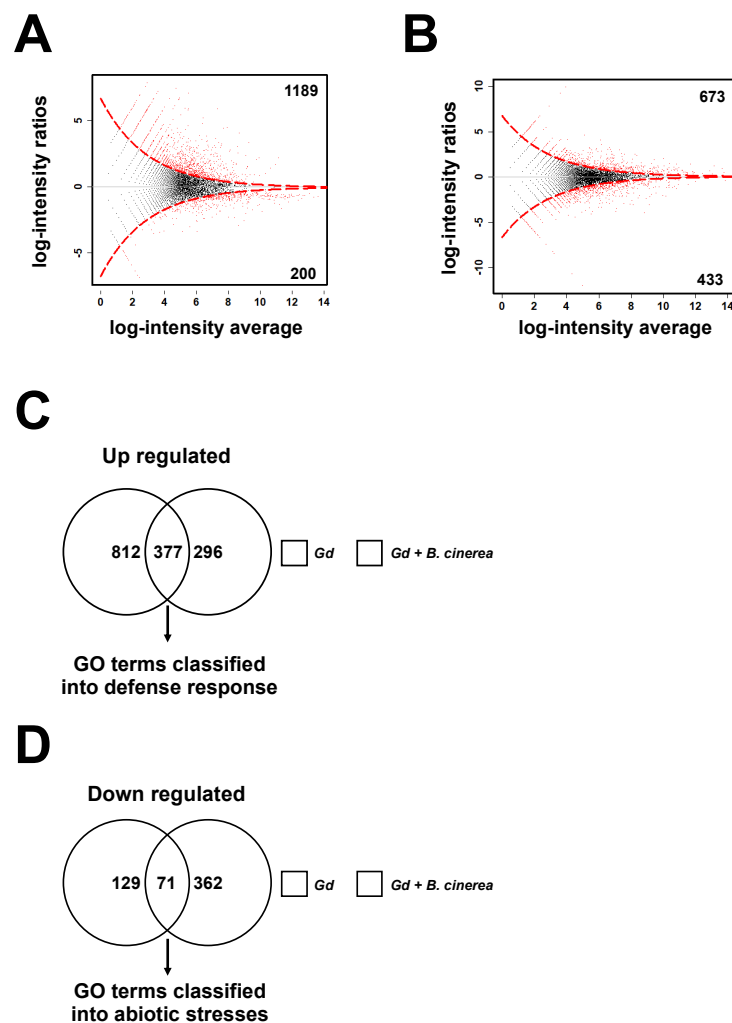 A
1189
5
0
-5
200
log-intensity ratios
0 2 4 6 8 10 12 14
log-intensity average
B
673
10
5
0
-5
-10
433
log-intensity ratios
0 2 4 6 8 10 12 14
log-intensity average
C
Up regulated
812 377 296
Gd
Gd + B. cinerea
GO terms classified
into defense response
D
Down regulated
129 71 362
Gd
Gd + B. cinerea
GO terms classified
into abiotic stresses